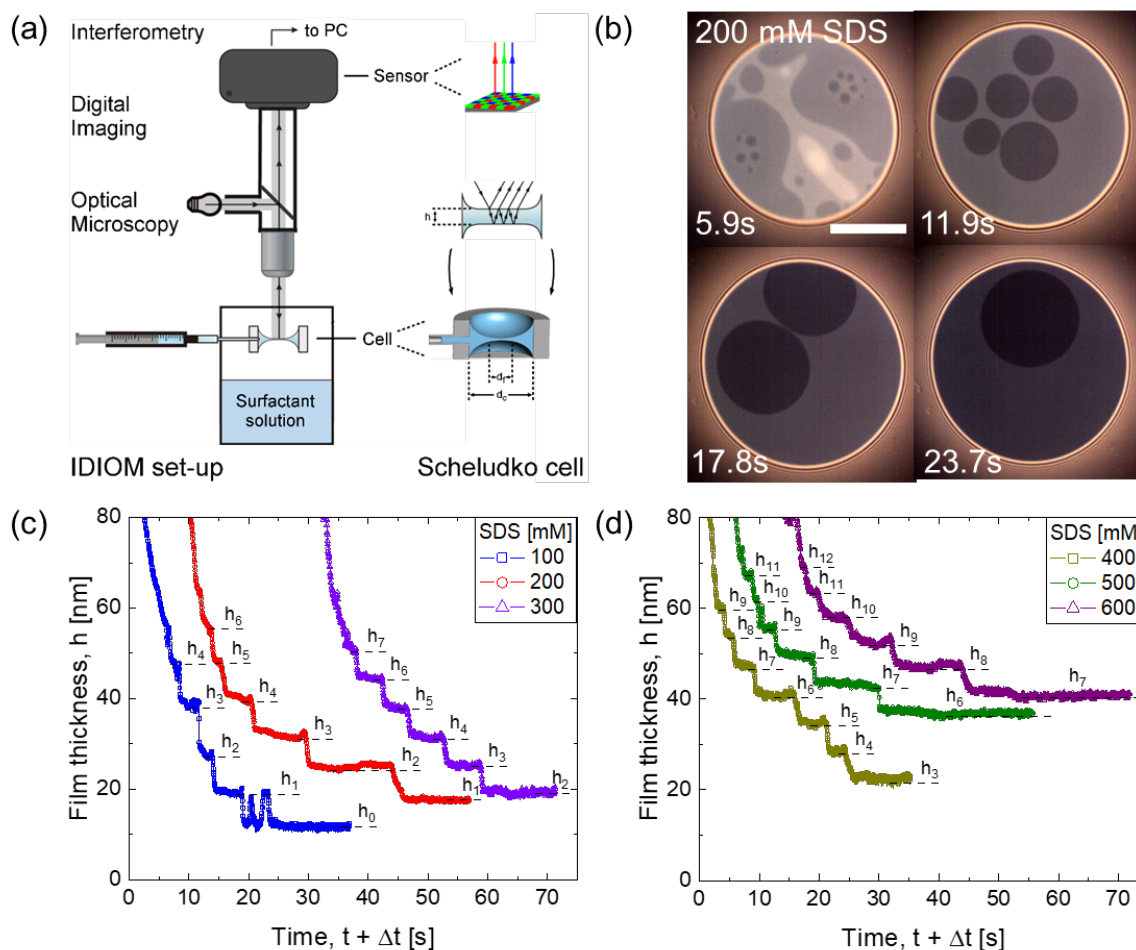 (a)
Interferometry
to PC
Sensor
Digital
Imaging
Optical
Microscopy
h
Cell
Surfactant
solution
d_f
d_c
IDIOM set-up
Scheludko cell
(b)
200 mM SDS
5.9s
11.9s
17.8s
23.7s
(c)
Film thickness, h [nm]
80
60
40
20
0
SDS [mM]
100
200
300
h₄
h₃
h₂
h₁
h₀
h₆
h₅
h₄
h₃
h₂
h₁
h₇
h₆
h₅
h₄
h₃
h₂
0 10 20 30 40 50 60 70
Time, t + Δt [s]
(d)
Film thickness, h [nm]
80
60
40
20
0
SDS [mM]
400
500
600
h₉
h₈
h₇
h₆
h₅
h₄
h₃
h₁₁
h₁₀
h₉
h₈
h₇
h₆
h₁₂
h₁₁
h₁₀
h₉
h₈
h₇
0 10 20 30 40 50 60 70
Time, t + Δt [s]